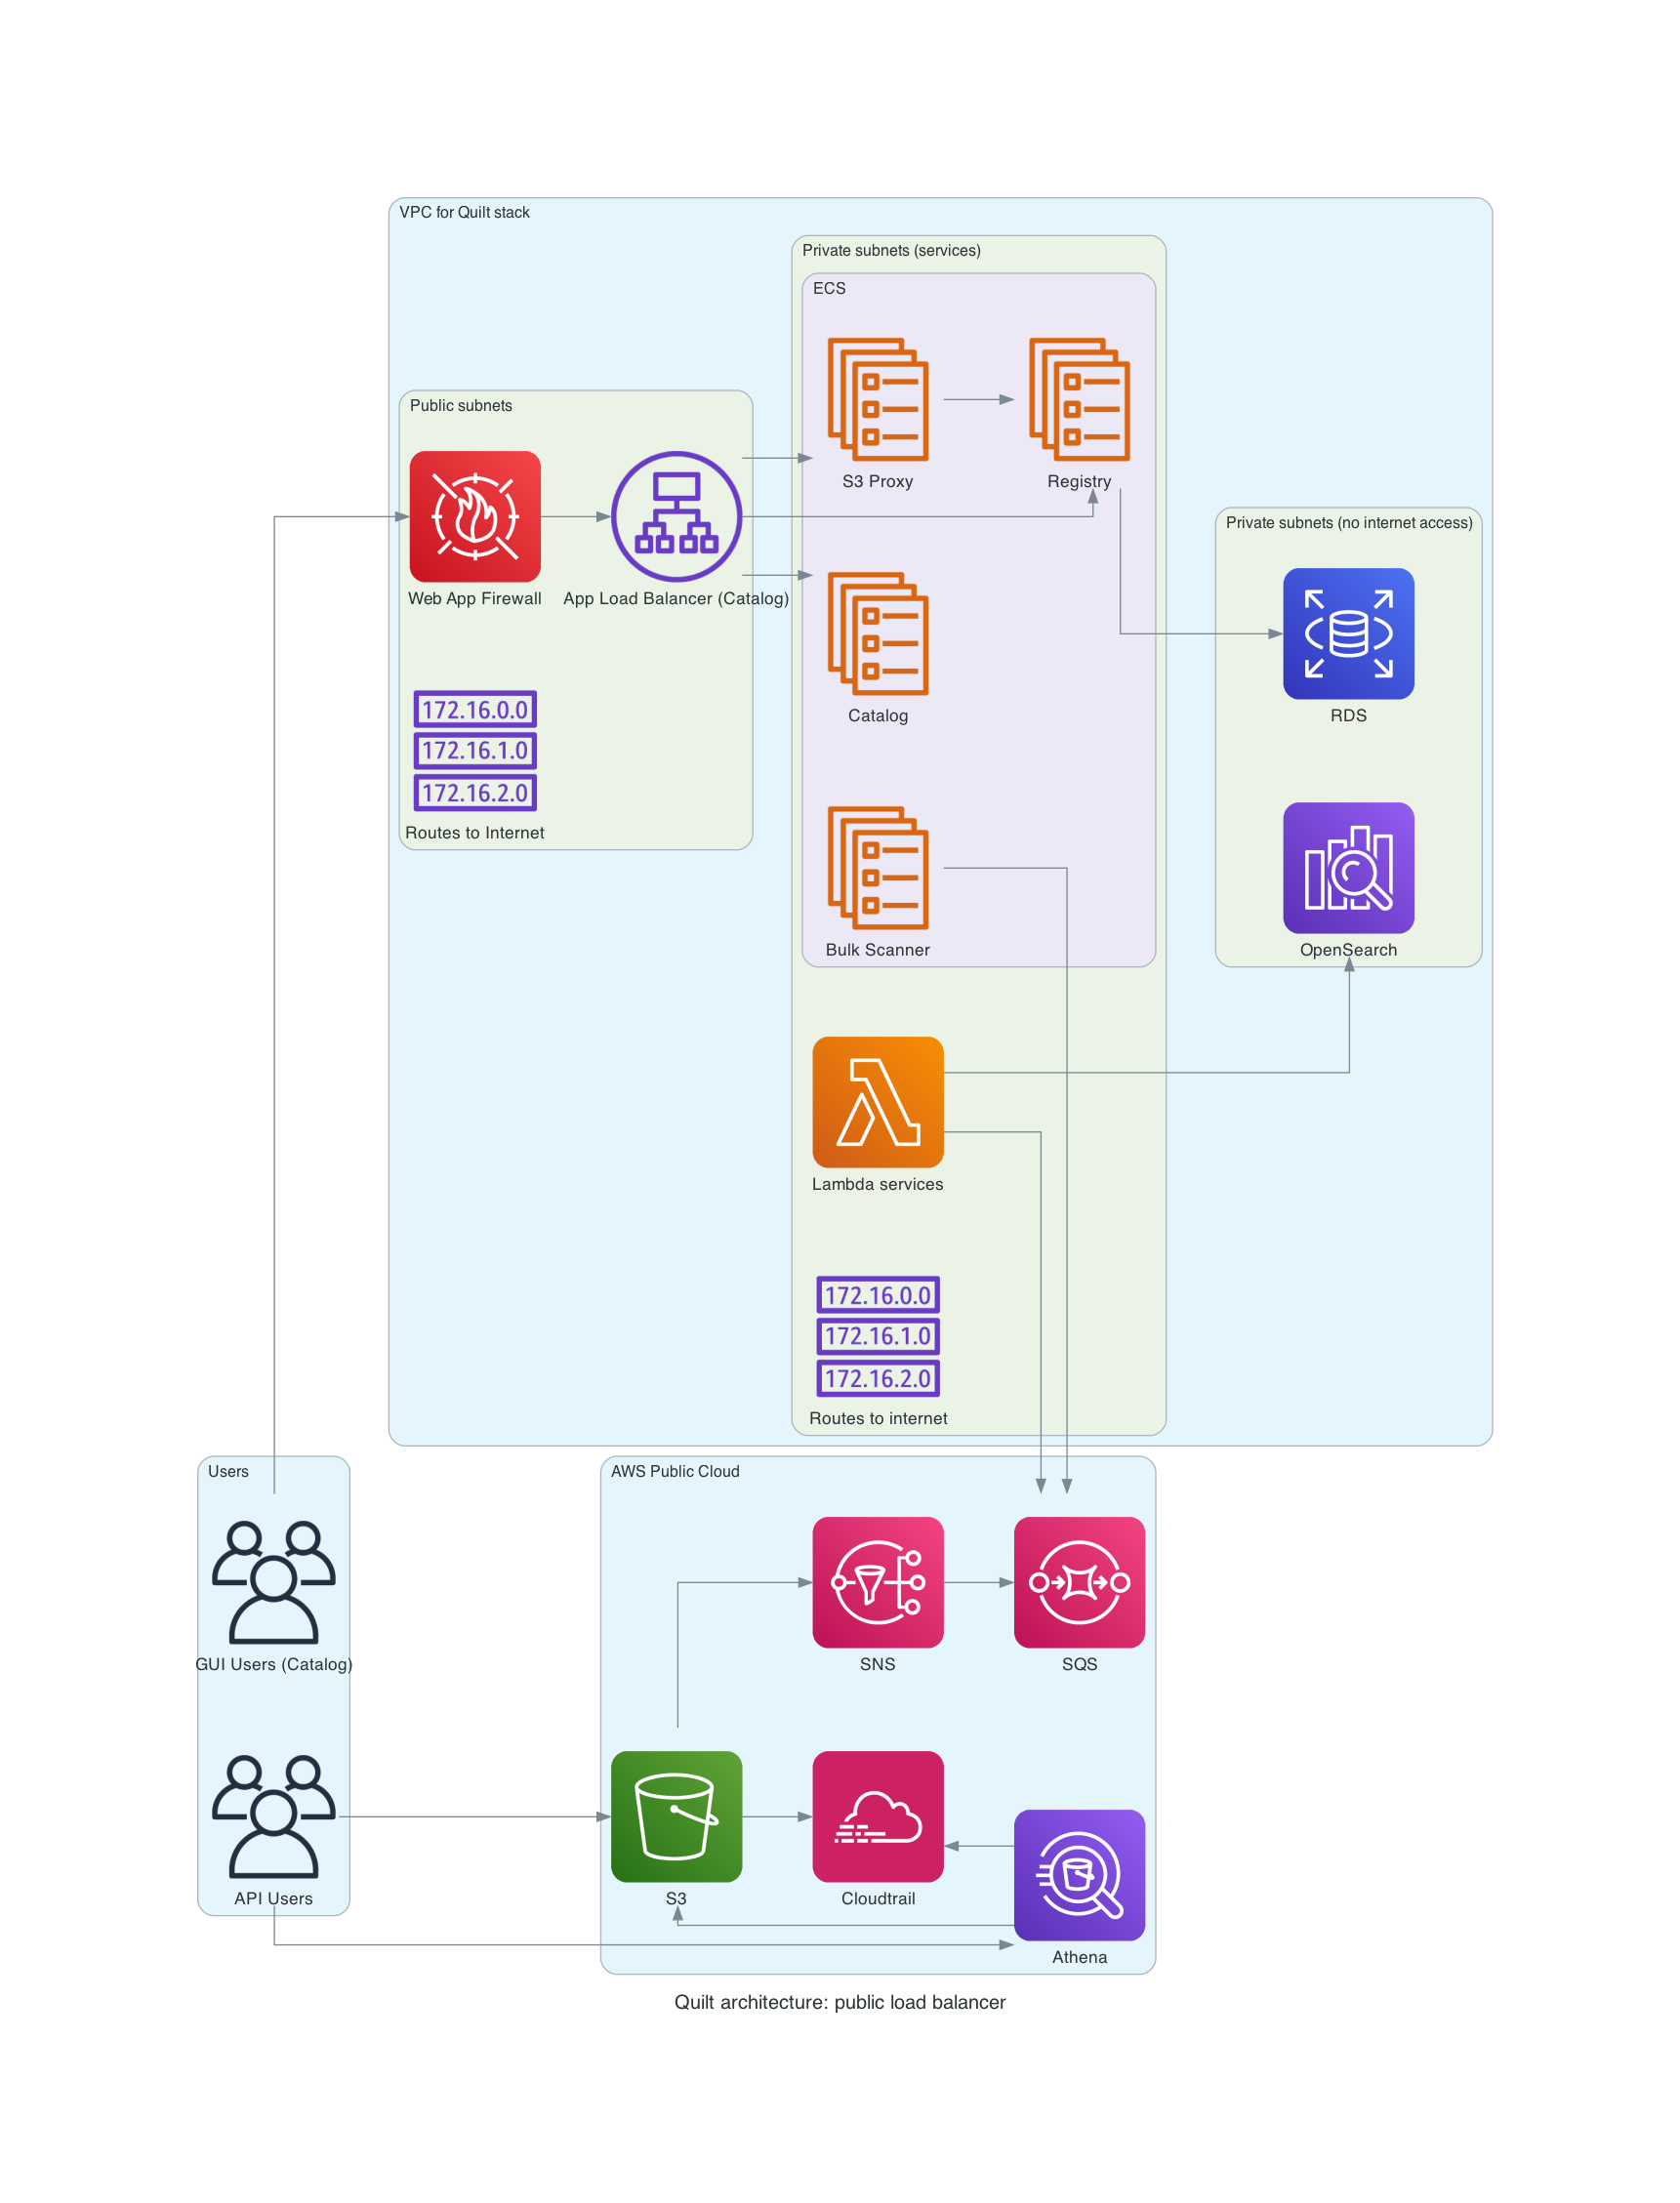 VPC for Quilt stack
Private subnets (services)
ECS
S3 Proxy
Registry
Public subnets
Web App Firewall
App Load Balancer (Catalog)
172.16.0.0
172.16.1.0
172.16.2.0
Routes to Internet
Catalog
Bulk Scanner
Private subnets (no internet access)
RDS
OpenSearch
Lambda services
172.16.0.0
172.16.1.0
172.16.2.0
Routes to internet
Users
GUI Users (Catalog)
API Users
AWS Public Cloud
SNS
SQS
S3
Cloudtrail
Athena
Quilt architecture: public load balancer